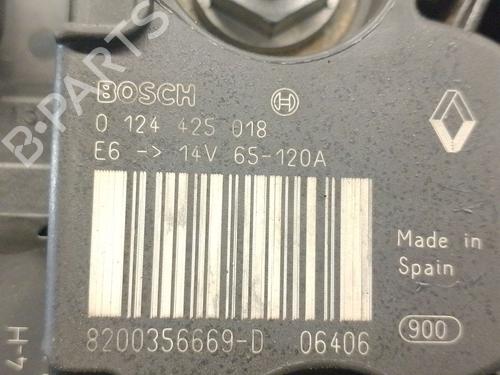 BOSCH
0 124 425 018
E6 -> 14V 65-120A
Made in
Spain
8200356669-D 06406
900
4-H
B-PARTS